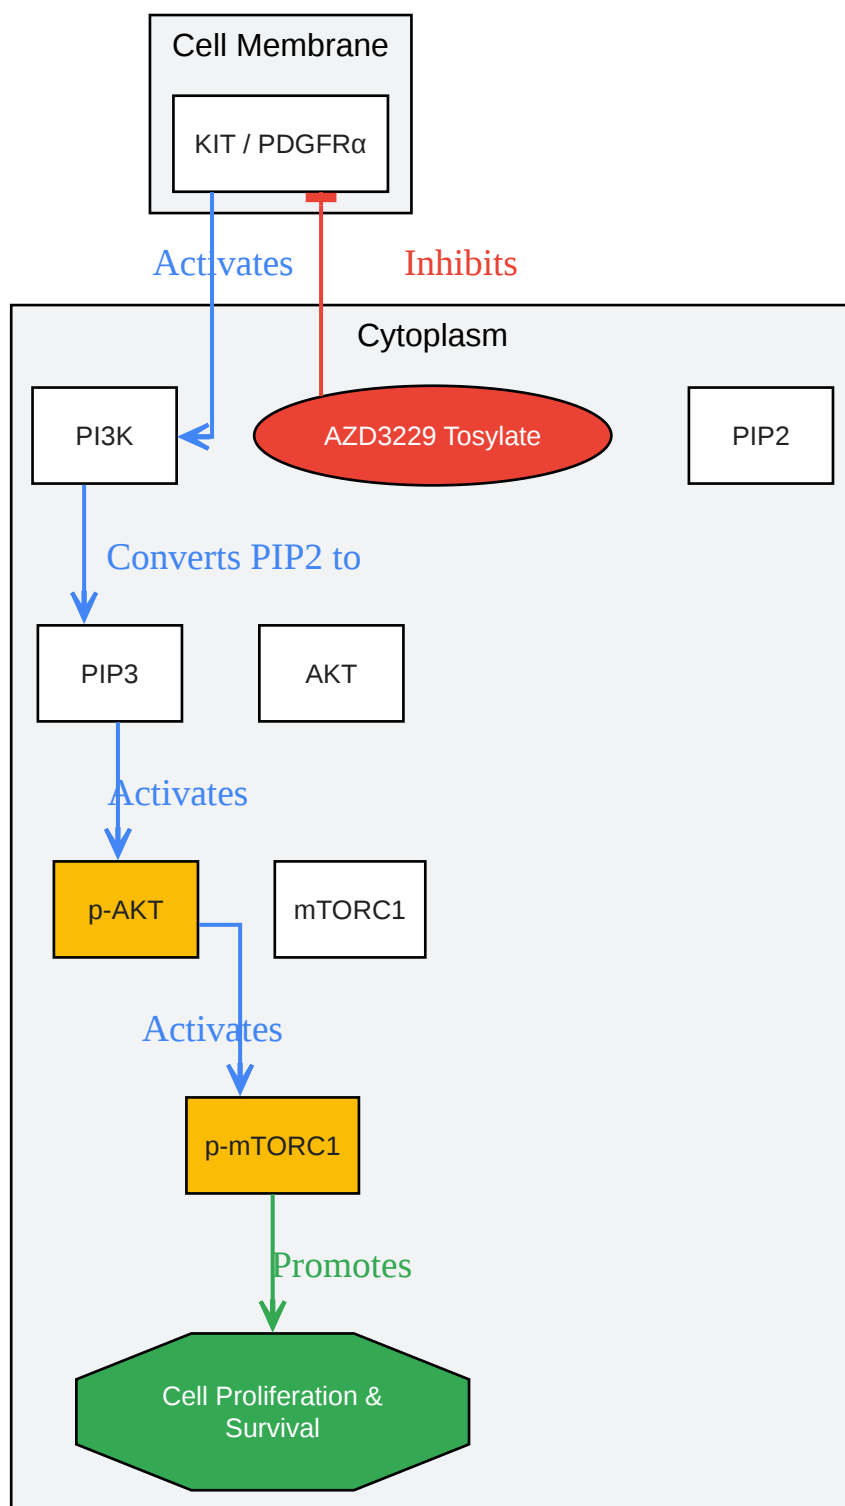 Cell Membrane
KIT / PDGFRα
Activates
Inhibits
Cytoplasm
PI3K
AZD3229 Tosylate
PIP2
Converts PIP2 to
PIP3
AKT
Activates
p-AKT
mTORC1
Activates
p-mTORC1
Promotes
Cell Proliferation &
Survival